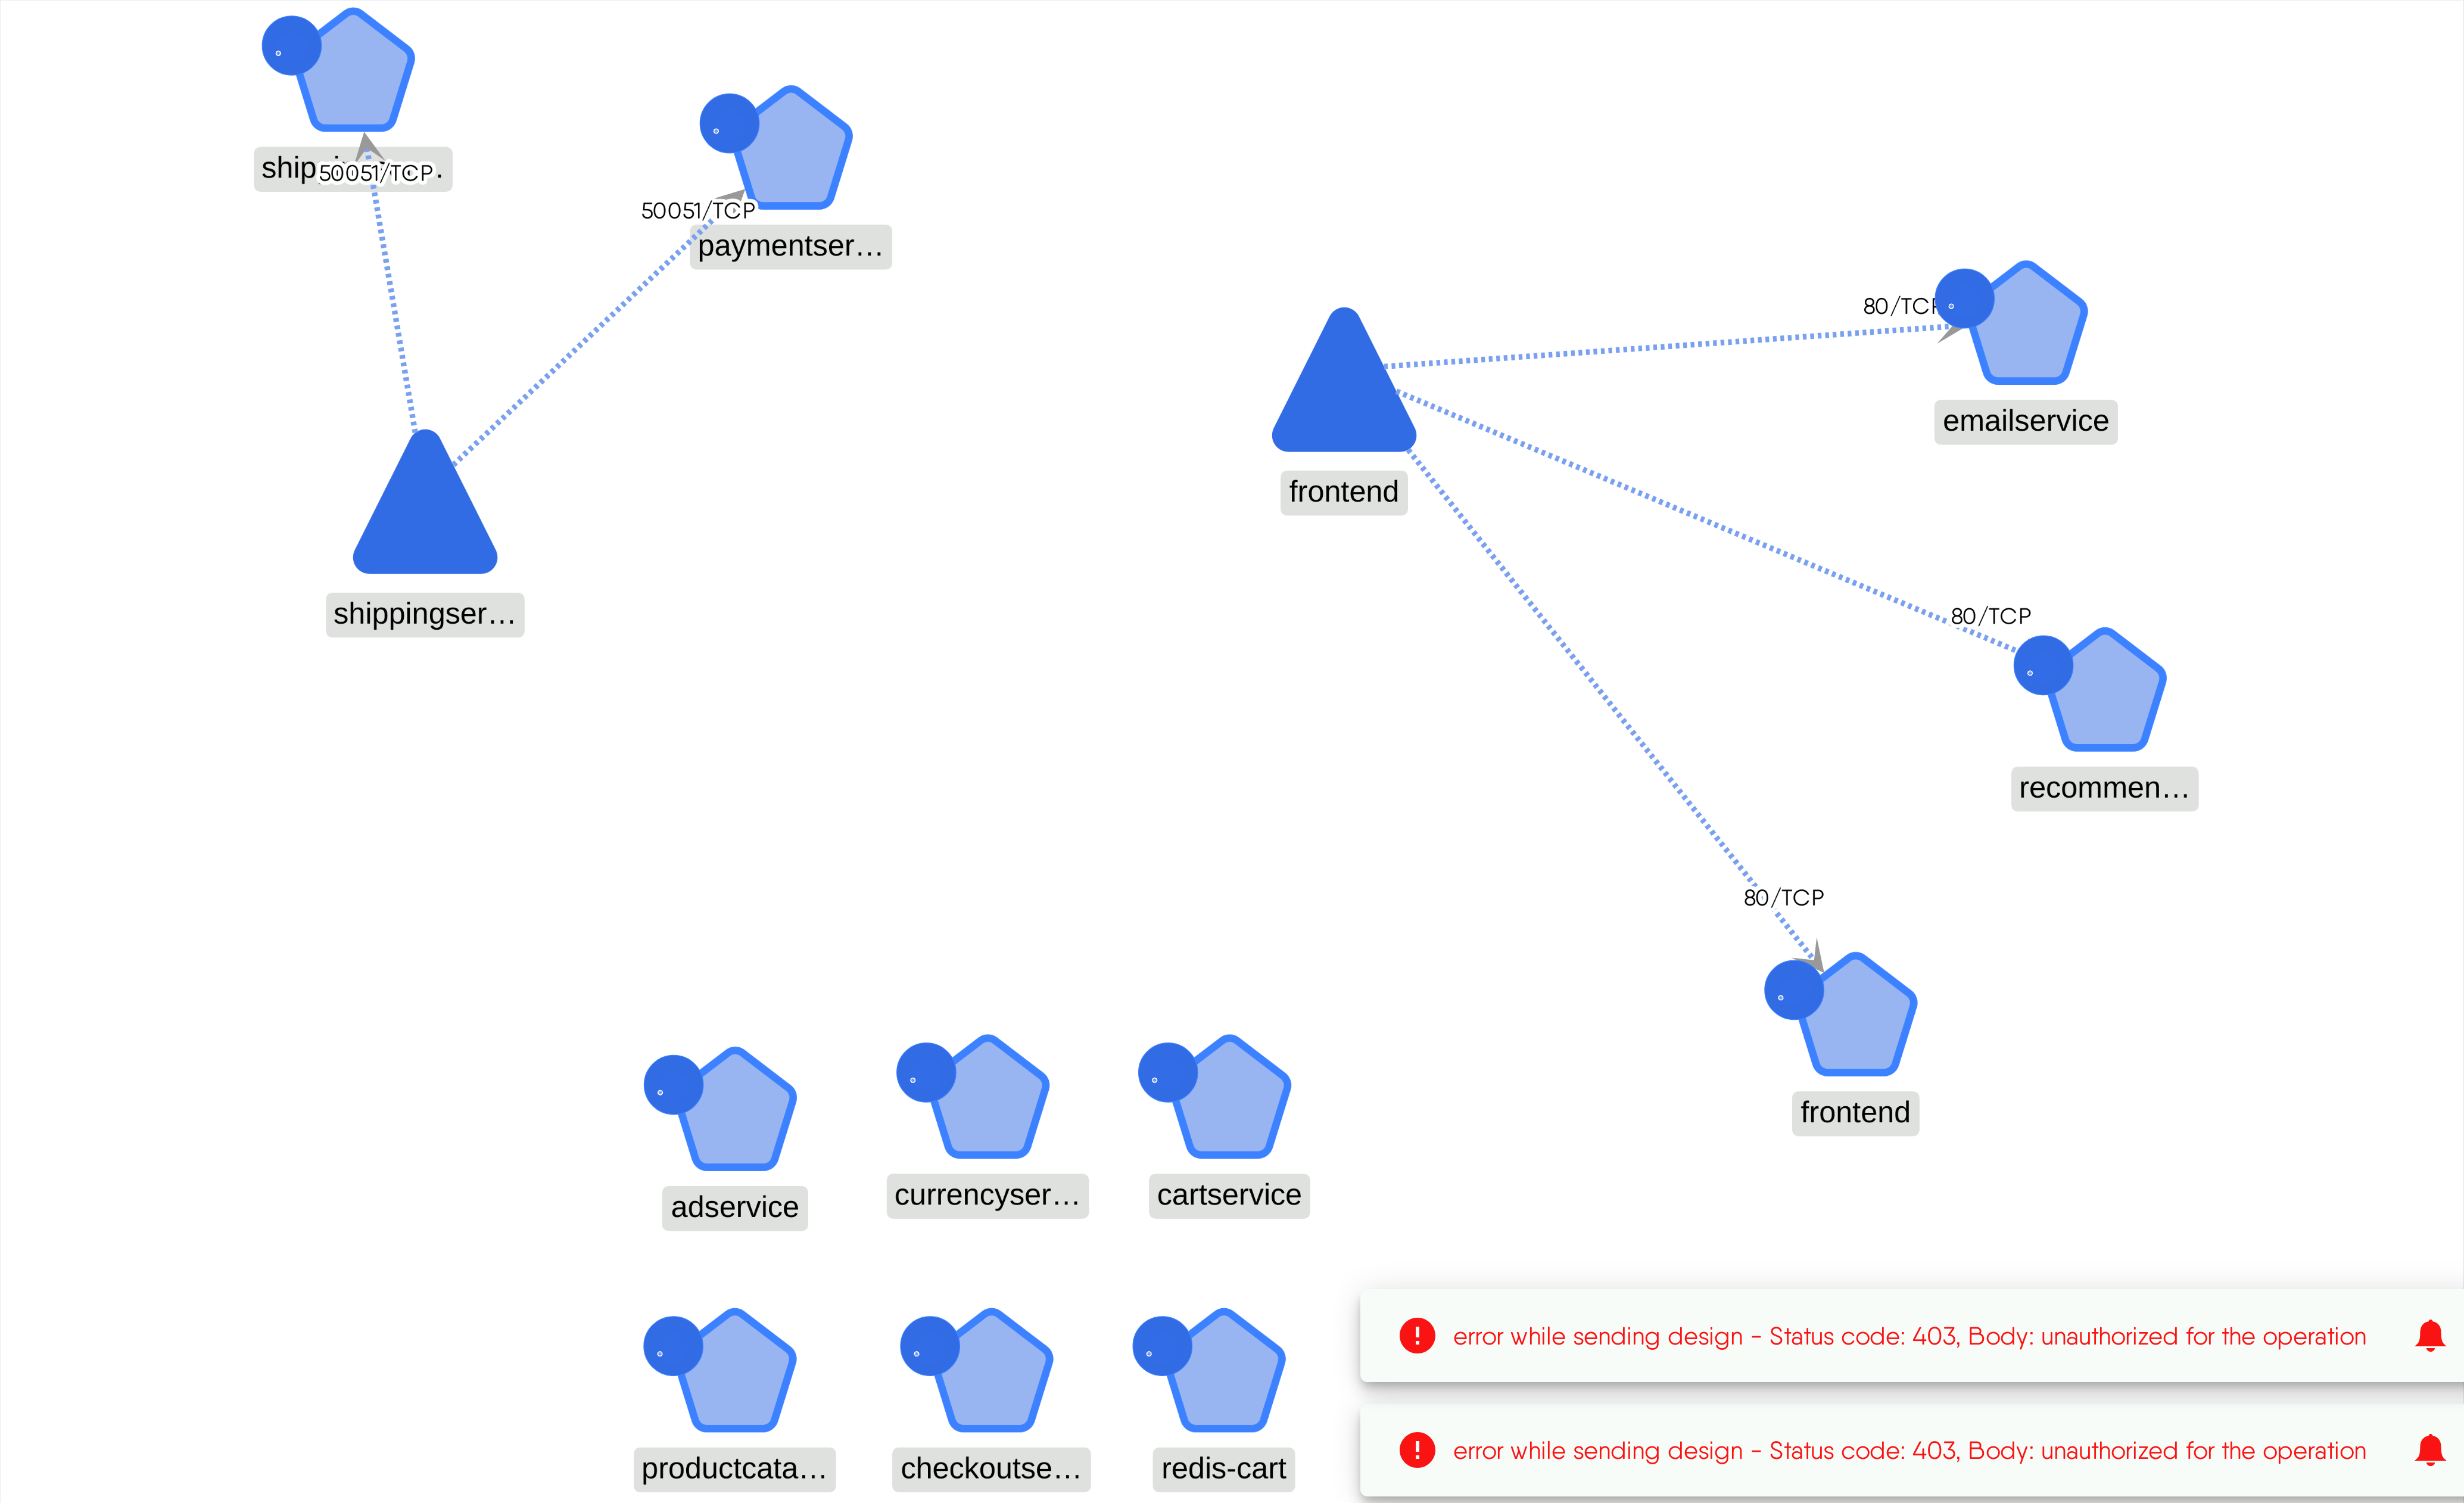 50051/TCP
50051/TCP
paymentser...
80/TCP
emailservice
frontend
shippingser...
80/TCP
recommen...
80/TCP
frontend
adservice
currencyser...
cartservice
error while sending design - Status code: 403, Body: unauthorized for the operation
error while sending design - Status code: 403, Body: unauthorized for the operation
productcata...
checkoutse...
redis-cart